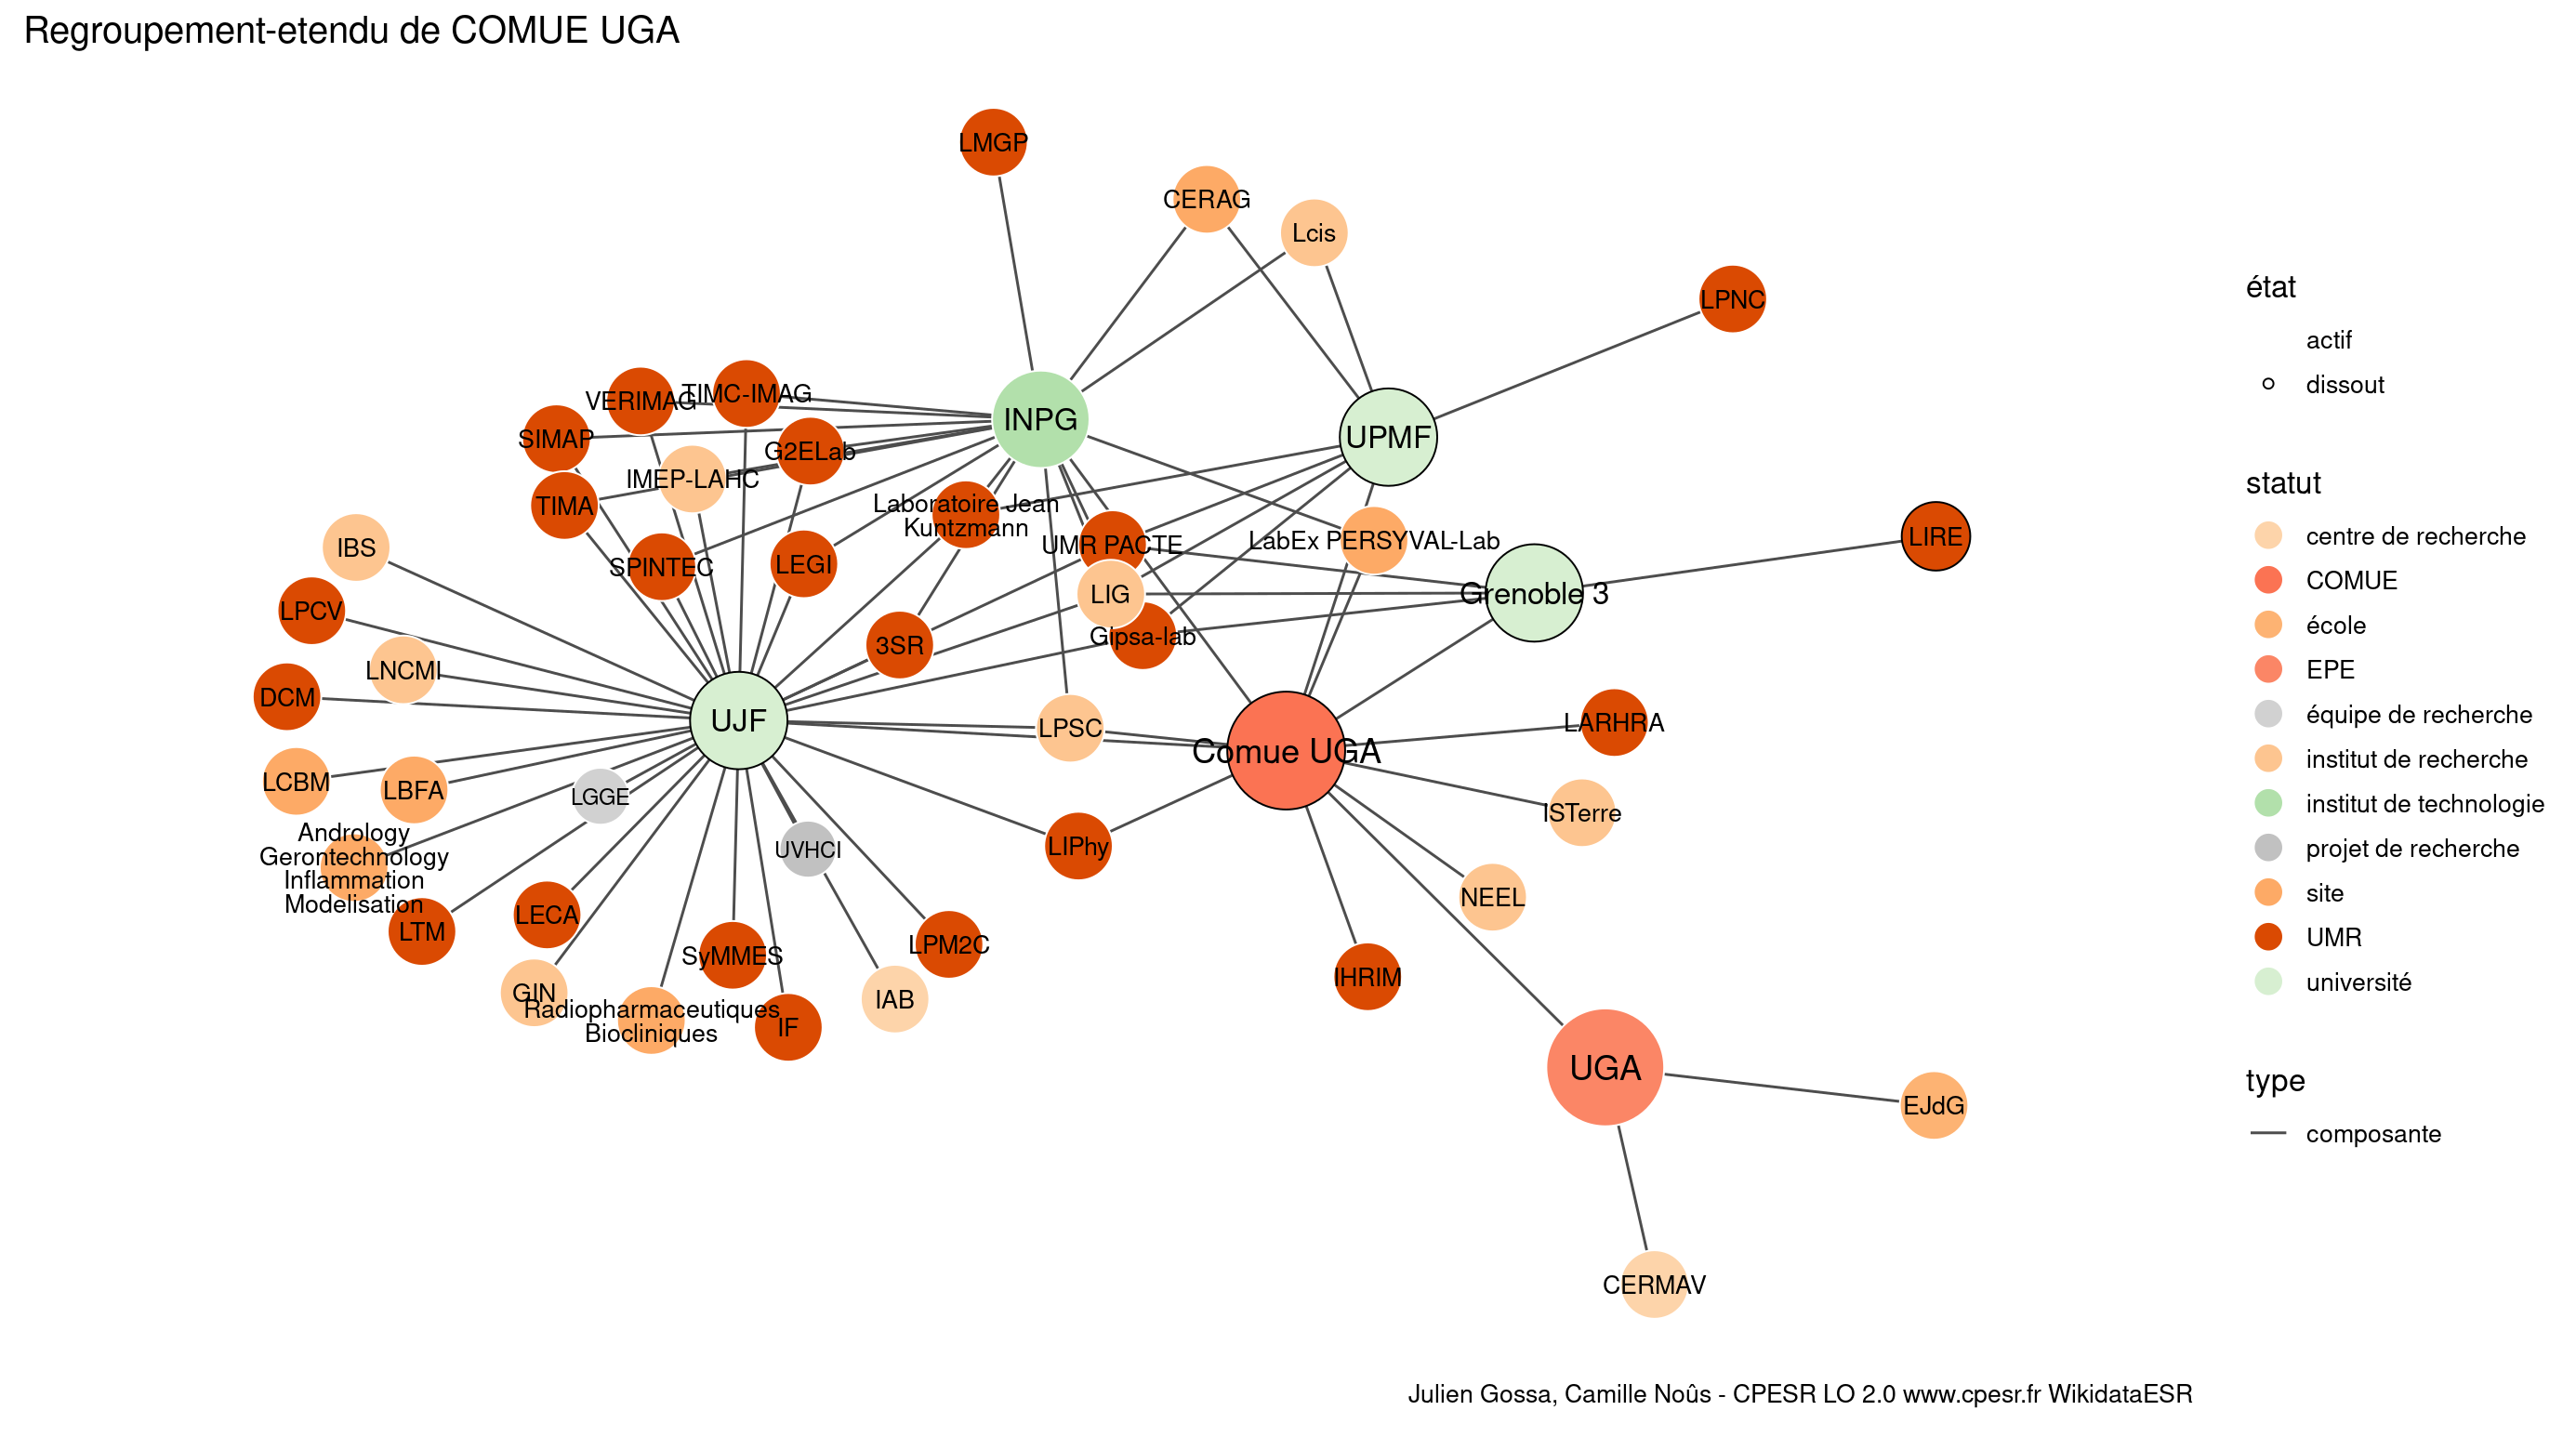 Regroupement-etendu de COMUE UGA
LMGP
CERAG
Lcis
LPNC
VERIMAG
TIMC-IMAG
INPG
UPMF
SIMAP
G2ELab
IMEP-LAHC
TIMA
Laboratoire Jean
Kuntzmann
IBS
SPINTEC
LEGI
UMR PACTE
LabEx PERSYVAL-Lab
LIRE
LPCV
LIG
Grenoble 3
3SR
Gipsa-lab
LNCMI
DCM
UJF
LPSC
Comue UGA
LARHRA
LCBM
LBFA
LGGE
ISTerre
Andrology
Gerontechnology
Inflammation
Modelisation
UVHCI
LIPhy
NEEL
LTM
LECA
SyMMES
LPM2C
IHRIM
GIN
Radiopharmaceutiques
Biocliniques
IF
IAB
UGA
EJdG
CERMAV
état
actif
dissout
statut
centre de recherche
COMUE
école
EPE
équipe de recherche
institut de recherche
institut de technologie
projet de recherche
site
UMR
université
type
composante
Julien Gossa, Camille Noûs - CPESR LO 2.0 www.cpesr.fr WikidataESR